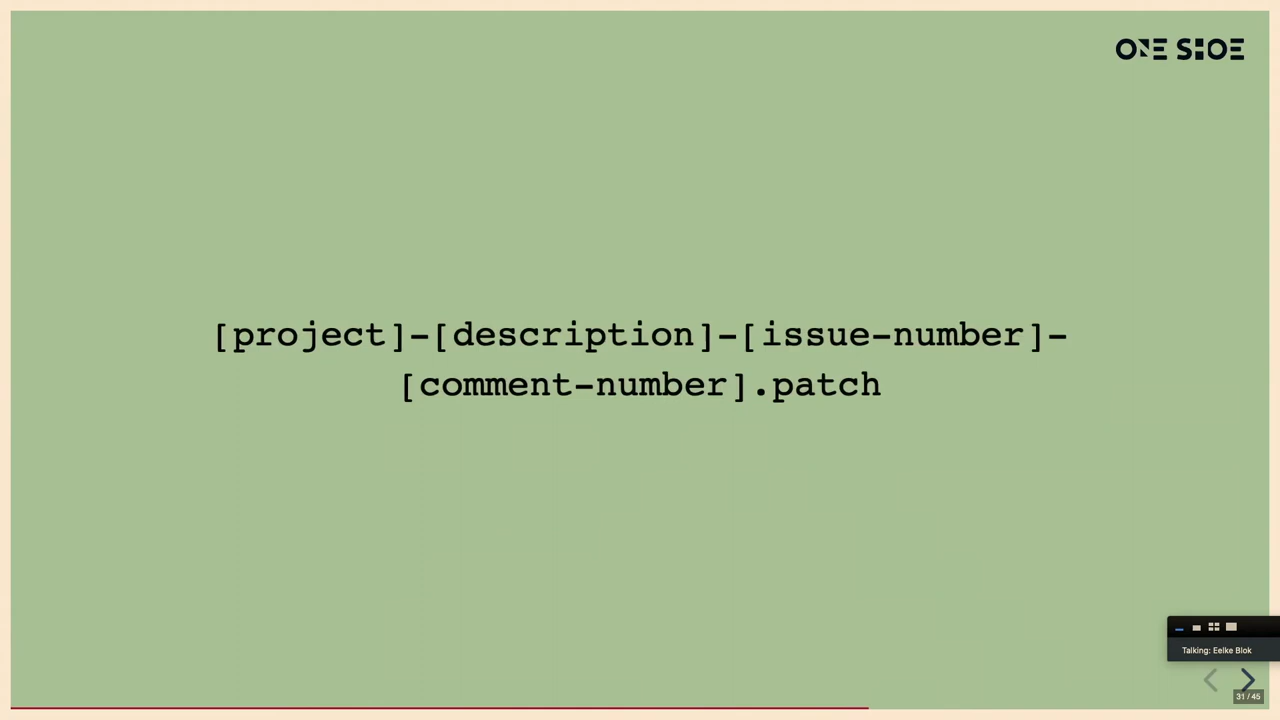 ONE SHOE
[project]-[description]-[issue-number]-
[comment-number].patch
Talking: Eelke Blok
31 / 45